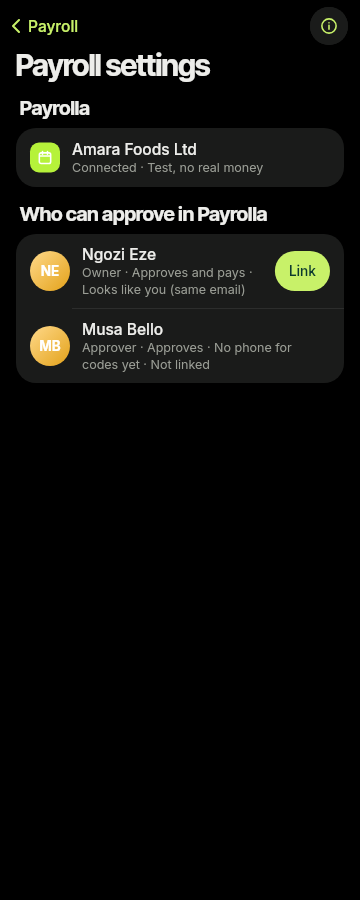 Payroll
Payroll settings
Payrolla
Amara Foods Ltd
Connected · Test, no real money
Who can approve in Payrolla
NE
Ngozi Eze
Owner · Approves and pays ·
Looks like you (same email)
Link
MB
Musa Bello
Approver · Approves · No phone for
codes yet · Not linked